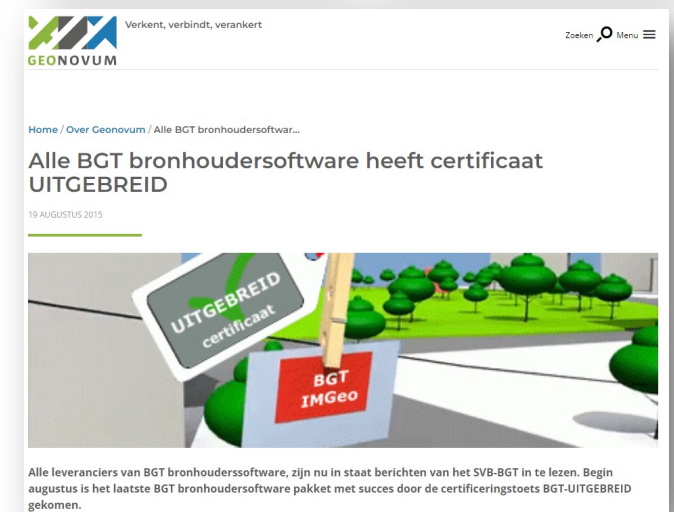 Verkent, verbindt, verankert
Zoeken Menu
GEONOVUM
Home / Over Geonovum / Alle BGT bronhoudersoftwar...
Alle BGT bronhoudersoftware heeft certificaat
UITGEBREID
19 AUGUSTUS 2015
UITGEBREID
certificaat
BGT
IMGeo
Alle leveranciers van BGT bronhouderssoftware, zijn nu in staat berichten van het SVB-BGT in te lezen. Begin
augustus is het laatste BGT bronhoudersoftware pakket met succes door de certificeringstoets BGT-UITGEBREID
gekomen.